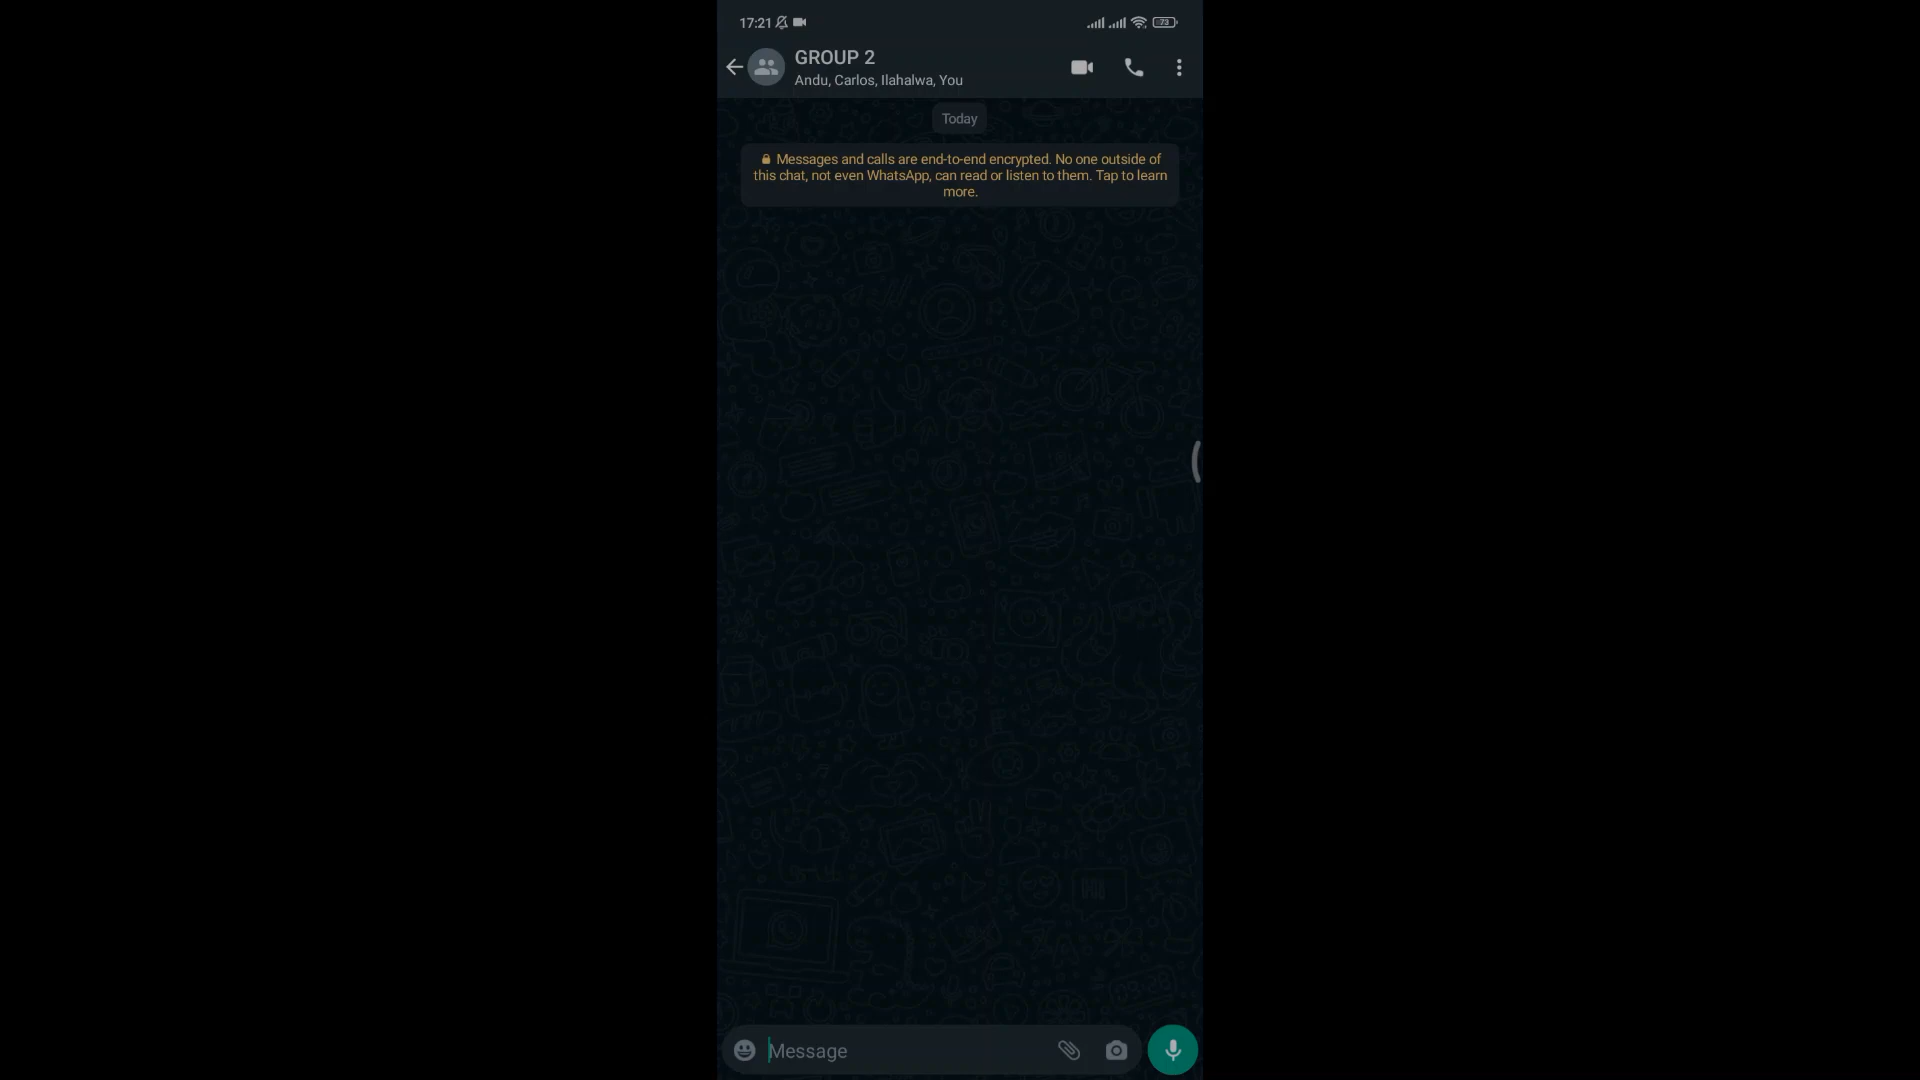 17:21
73
GROUP 2
Andu, Carlos, Ilahalwa, You
Today
Messages and calls are end-to-end encrypted. No one outside of
this chat, not even WhatsApp, can read or listen to them. Tap to learn
more.
Message